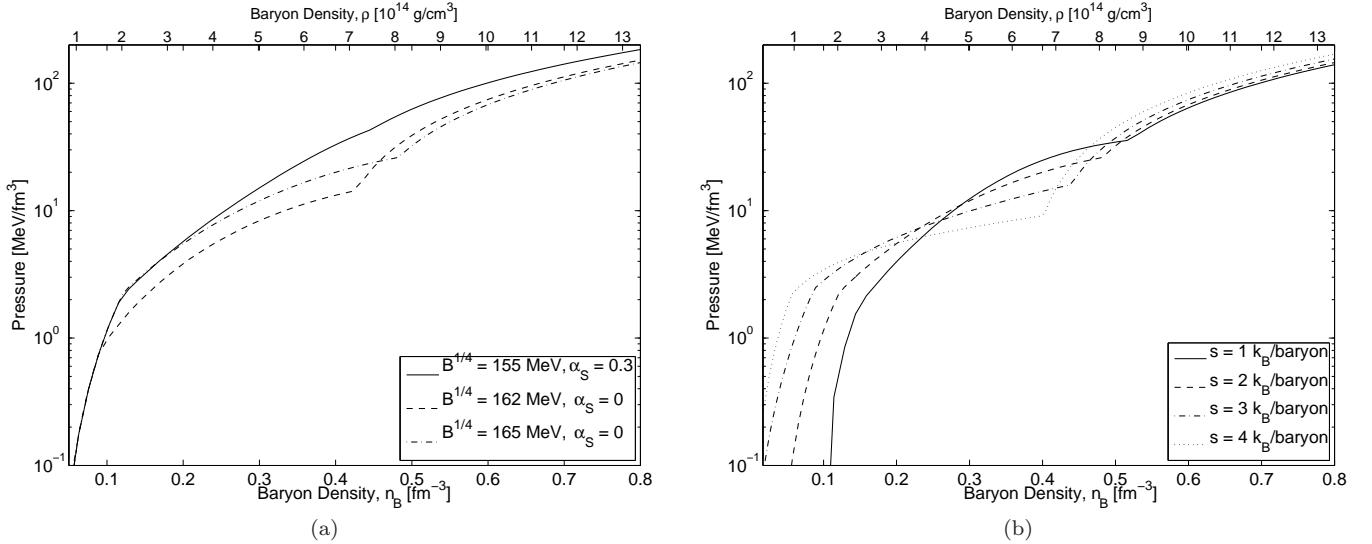 Baryon Density, ρ [10^14 g/cm^3]
1 2 3 4 5 6 7 8 9 10 11 12 13
10^2
10^1
10^0
10^-1
Pressure [MeV/fm^3]
B^1/4 = 155 MeV, α_S = 0.3
B^1/4 = 162 MeV, α_S = 0
B^1/4 = 165 MeV, α_S = 0
0.1 0.2 0.3 0.4 0.5 0.6 0.7 0.8
Baryon Density, n_B [fm^-3]
(a)
Baryon Density, ρ [10^14 g/cm^3]
1 2 3 4 5 6 7 8 9 10 11 12 13
10^2
10^1
10^0
10^-1
Pressure [MeV/fm^3]
s = 1 k_B/baryon
s = 2 k_B/baryon
s = 3 k_B/baryon
s = 4 k_B/baryon
0.1 0.2 0.3 0.4 0.5 0.6 0.7 0.8
Baryon Density, n_B [fm^-3]
(b)